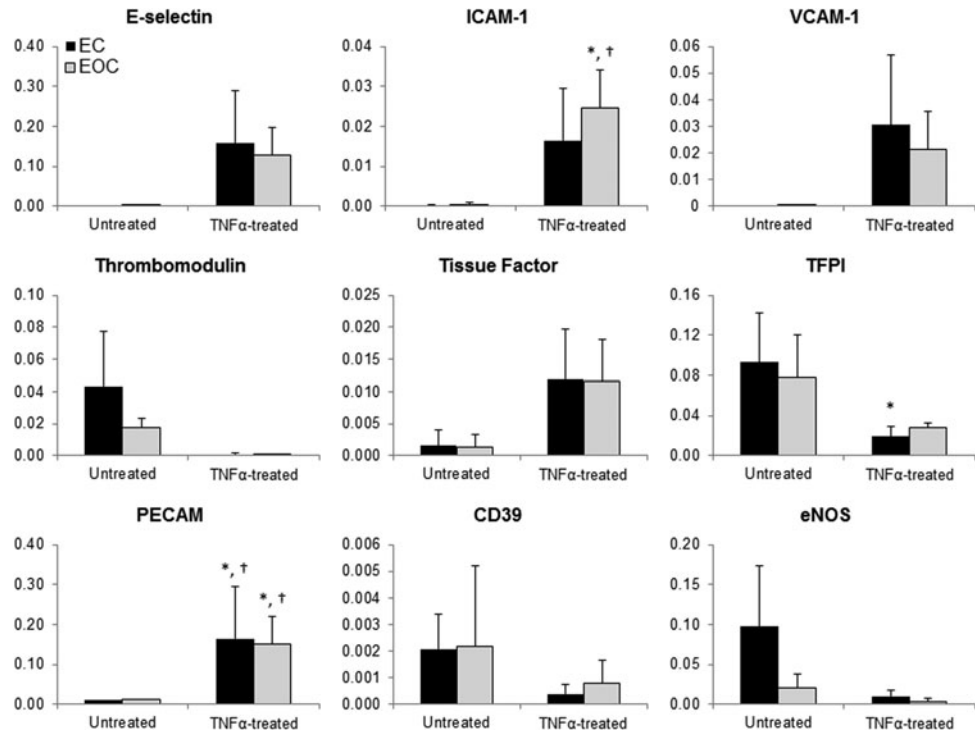 E-selectin
0.40
0.30
0.20
0.10
0.00
EC
EOC
Untreated
TNFα-treated
ICAM-1
0.04
0.03
0.02
0.01
0.00
*, †
Untreated
TNFα-treated
VCAM-1
0.06
0.05
0.04
0.03
0.02
0.01
0
Untreated
TNFα-treated
Thrombomodulin
0.10
0.08
0.06
0.04
0.02
0.00
Untreated
TNFα-treated
Tissue Factor
0.025
0.020
0.015
0.010
0.005
0.000
Untreated
TNFα-treated
TFPI
0.16
0.12
0.08
0.04
0.00
*
Untreated
TNFα-treated
PECAM
0.40
0.30
0.20
0.10
0.00
*, †
*, †
Untreated
TNFα-treated
CD39
0.006
0.005
0.004
0.003
0.002
0.001
0.000
Untreated
TNFα-treated
eNOS
0.20
0.15
0.10
0.05
0.00
Untreated
TNFα-treated